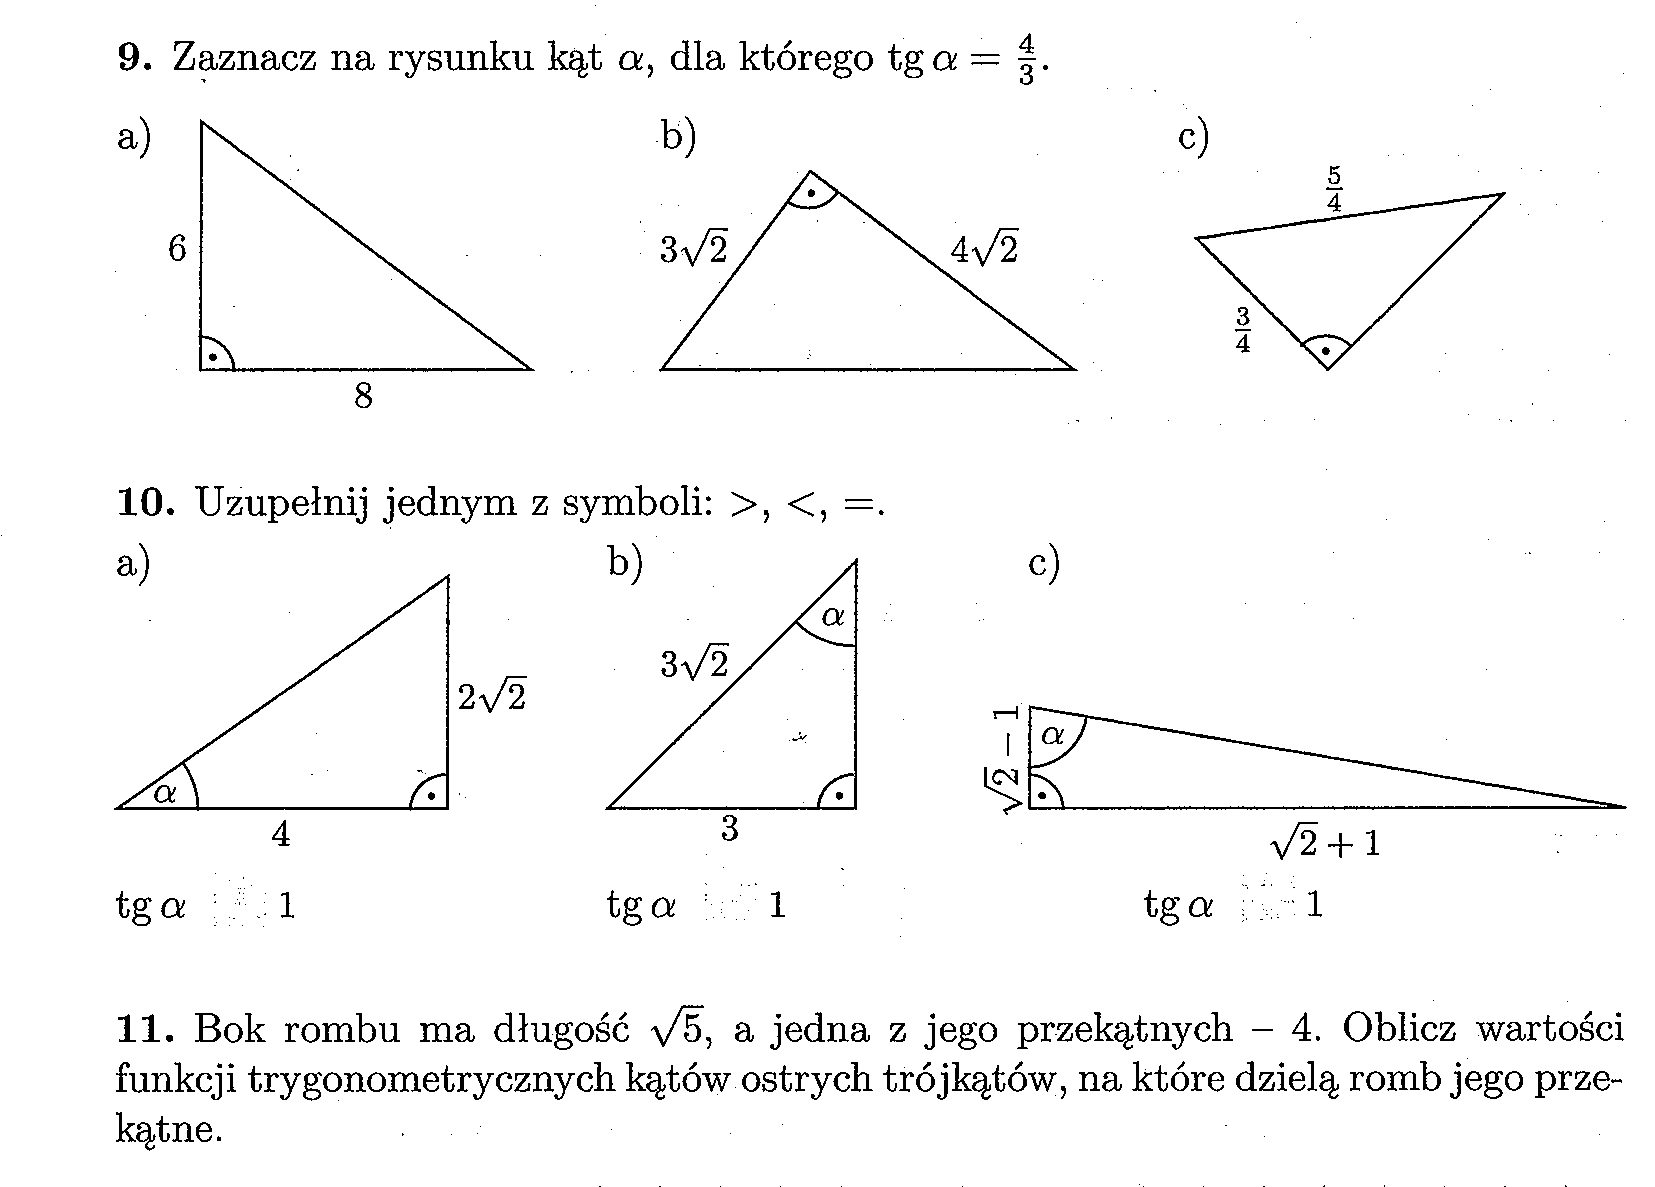 9. Zaznacz na rysunku kąt α, dla którego tg α = 4/3.
a) b) c)
6 8
3√2 4√2
5/4 3/4
10. Uzupełnij jednym z symboli: >, <, =.
a) b) c)
α 4 2√2
3√2 α 3
√2 − 1 α √2 + 1
tg α 1 tg α 1 tg α 1
11. Bok rombu ma długość √5, a jedna z jego przekątnych – 4. Oblicz wartości
funkcji trygonometrycznych kątów ostrych trójkątów, na które dzielą romb jego prze-
kątne.